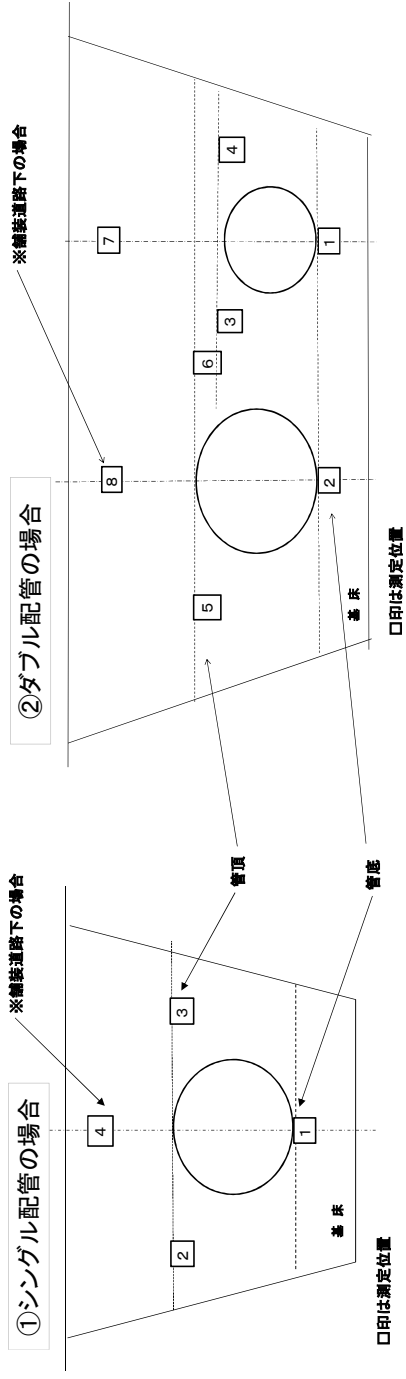 ①シングル配管の場合
※舗装道路下の場合
4
2
3
1
基 床
□印は測定位置
管頂
管底
②ダブル配管の場合
※舗装道路下の場合
8
7
5
6
3
4
2
1
基 床
□印は測定位置